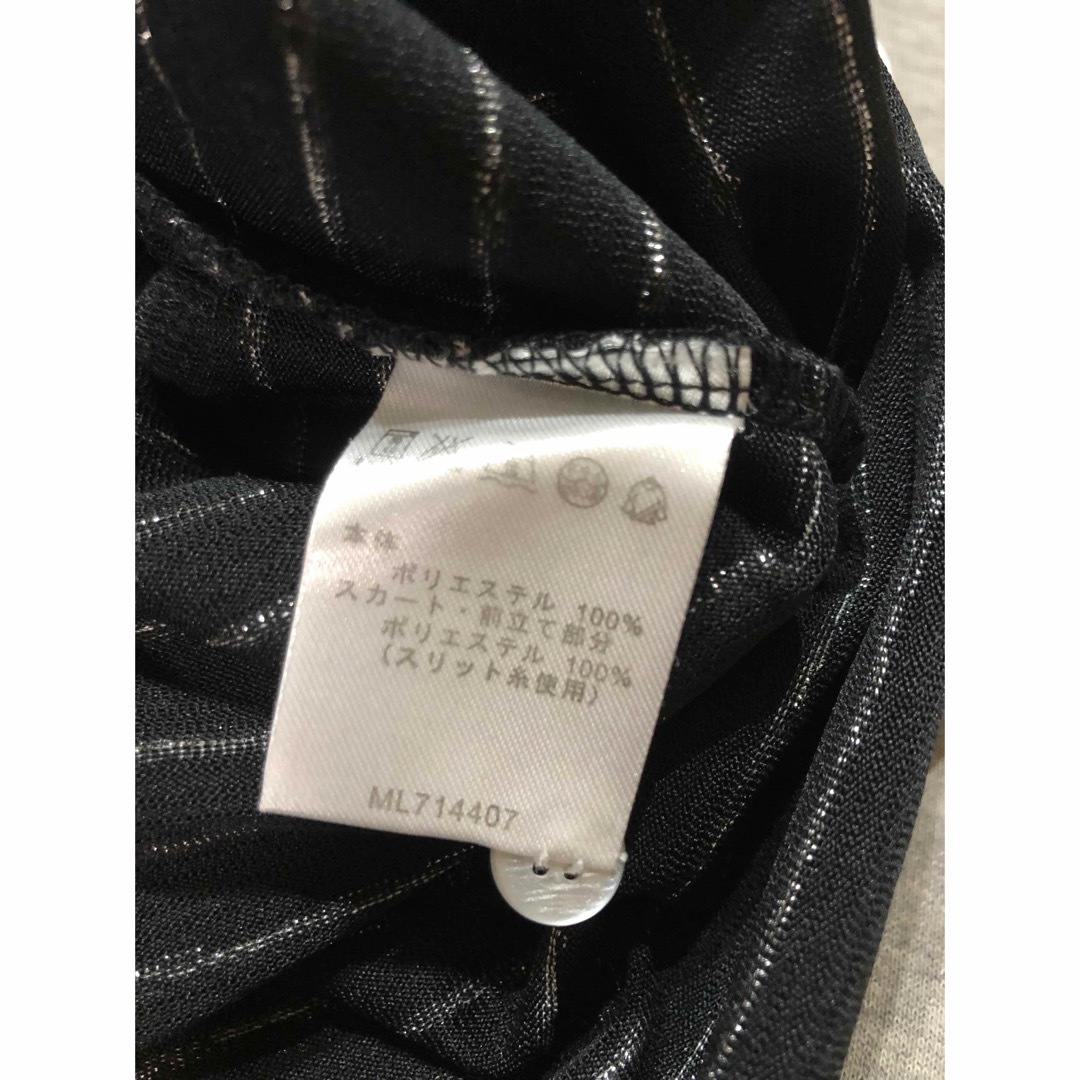 本体
ポリエステル 100%
スカート・前立て部分
ポリエステル 100%
(スリット糸使用)
ML714407